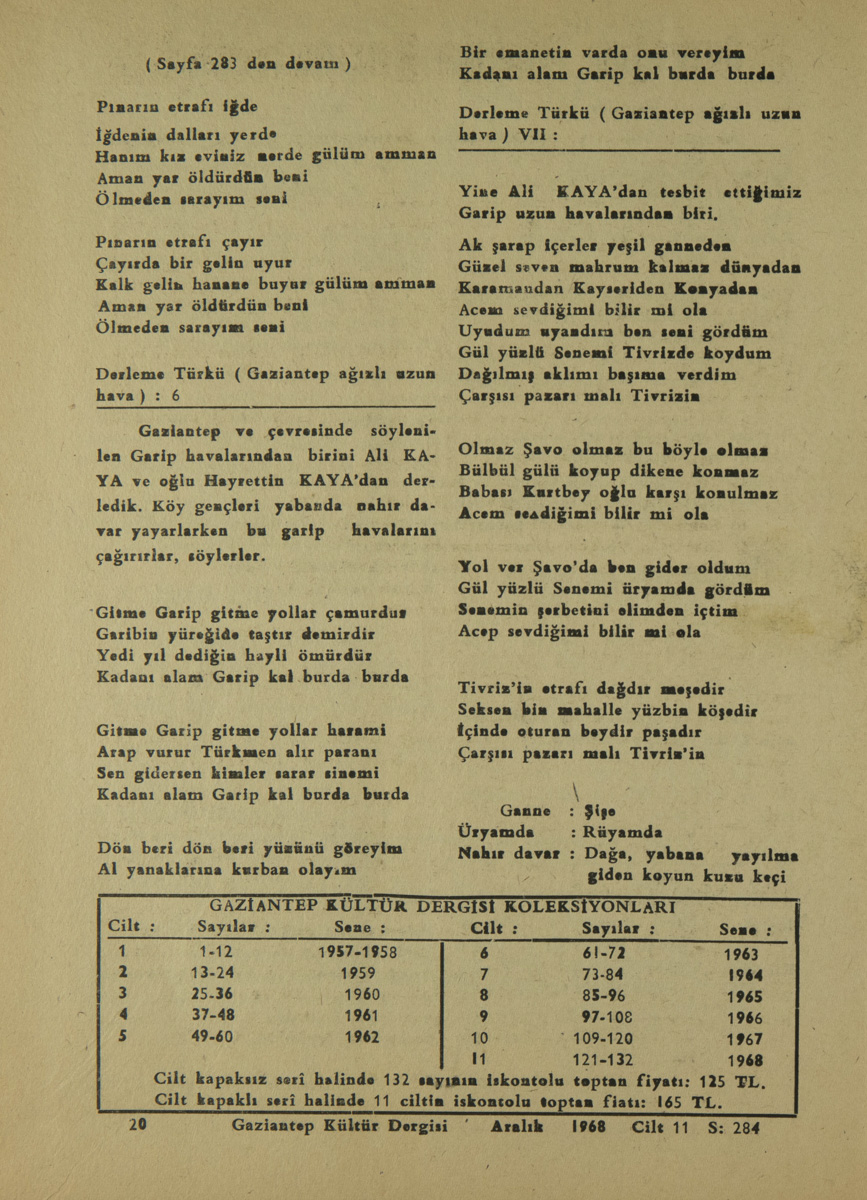 ( Sayfa 283 den devam )
Pınarın etrafı iğde
İğdenin dalları yerde
Hanım kız eviniz nerde gülüm amman
Aman yar öldürdün beni
Ölmeden sarayım seni
Pınarın etrafı çayır
Çayırda bir gelin uyur
Kalk gelin hanene buyur gülüm amman
Aman yar öldürdün beni
Ölmeden sarayım seni
Derleme Türkü ( Gaziantep ağızlı uzun
hava ) : 6
Gaziantep ve çevresinde söyleni-
len Garip havalarından birini Ali KA-
YA ve oğlu Hayrettin KAYA'dan der-
ledik. Köy gençleri yabanda nahır da-
var yayarlarken bu garip havalarını
çağırırlar, söylerler.
Gitme Garip gitme yollar çamurdur
Garibin yüreğide taştır demirdir
Yedi yıl dediğin hayli ömürdür
Kadanı alam Garip kal burda burda
Gitme Garip gitme yollar harami
Arap vurur Türkmen alır paranı
Sen gidersen kimler sarar sinemi
Kadanı alam Garip kal burda burda
Dön beri dön beri yüzünü göreyim
Al yanaklarına kurban olayım
Bir emanetin varda onu vereyim
Kadanı alam Garip kal burda burda
Derleme Türkü ( Gaziantep ağızlı uzun
hava ) VII :
Yine Ali KAYA'dan tesbit ettiğimiz
Garip uzun havalarından biri.
Ak şarap içerler yeşil ganneden
Güzel seven mahrum kalmaz dünyadan
Karamandan Kayseriden Konyadan
Acem sevdiğimi bilir mi ola
Uyudum uyandım ben seni gördüm
Gül yüzlü Senemi Tivrizde koydum
Dağılmış aklımı başıma verdim
Çarşısı pazarı malı Tivrizin
Olmaz Şavo olmaz bu böyle olmaz
Bülbül gülü koyup dikene konmaz
Babası Kurtbey oğlu karşı konulmaz
Acem sevdiğimi bilir mi ola
Yol ver Şavo'da ben gider oldum
Gül yüzlü Senemi üryamda gördüm
Senemin şerbetini elimden içtim
Acep sevdiğimi bilir mi ola
Tivriz'in etrafı dağdır meşedir
Seksen bin mahalle yüzbin köşedir
İçinde oturan beydir paşadır
Çarşısı pazarı malı Tivriz'in
Ganne : Şişe
Üryamda : Rüyamda
Nahır davar : Dağa, yabana yayılma
giden koyun kuzu keçi
GAZİANTEP KÜLTÜR DERGİSİ KOLEKSİYONLARI
Cilt : Sayılar : Sene : Cilt : Sayılar : Sene :
1 1-12 1957-1958 6 61-72 1963
2 13-24 1959 7 73-84 1964
3 25-36 1960 8 85-96 1965
4 37-48 1961 9 97-108 1966
5 49-60 1962 10 109-120 1967
11 121-132 1968
Cilt kapaksız serî halinde 132 sayının iskontolu toptan fiyatı: 125 TL.
Cilt kapaklı serî halinde 11 ciltin iskontolu toptan fiatı: 165 TL.
20 Gaziantep Kültür Dergisi Aralık 1968 Cilt 11 S: 284